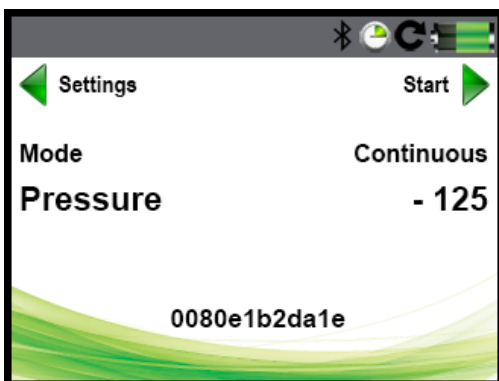 Settings Start
Mode Continuous
Pressure - 125
0080e1b2da1e